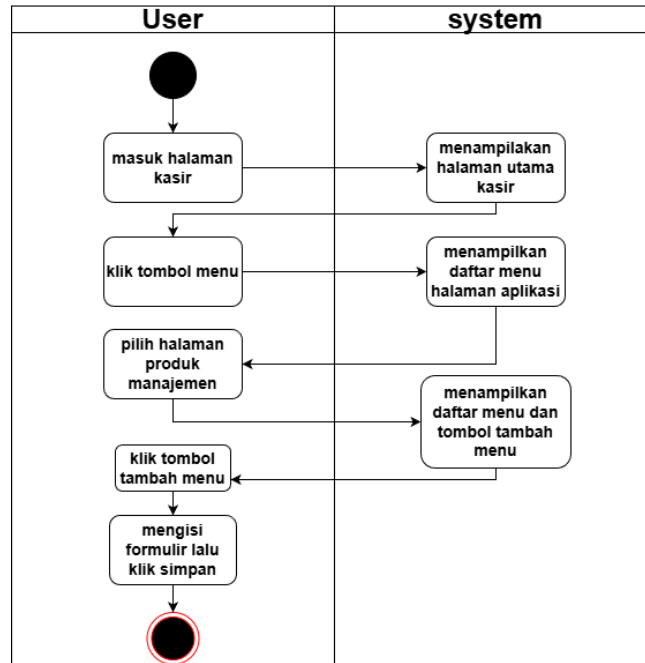 User
system
masuk halaman
kasir
menampilakan
halaman utama
kasir
klik tombol menu
menampilkan
daftar menu
halaman aplikasi
pilih halaman
produk
manajemen
menampilkan
daftar menu dan
tombol tambah
menu
klik tombol
tambah menu
mengisi
formulir lalu
klik simpan